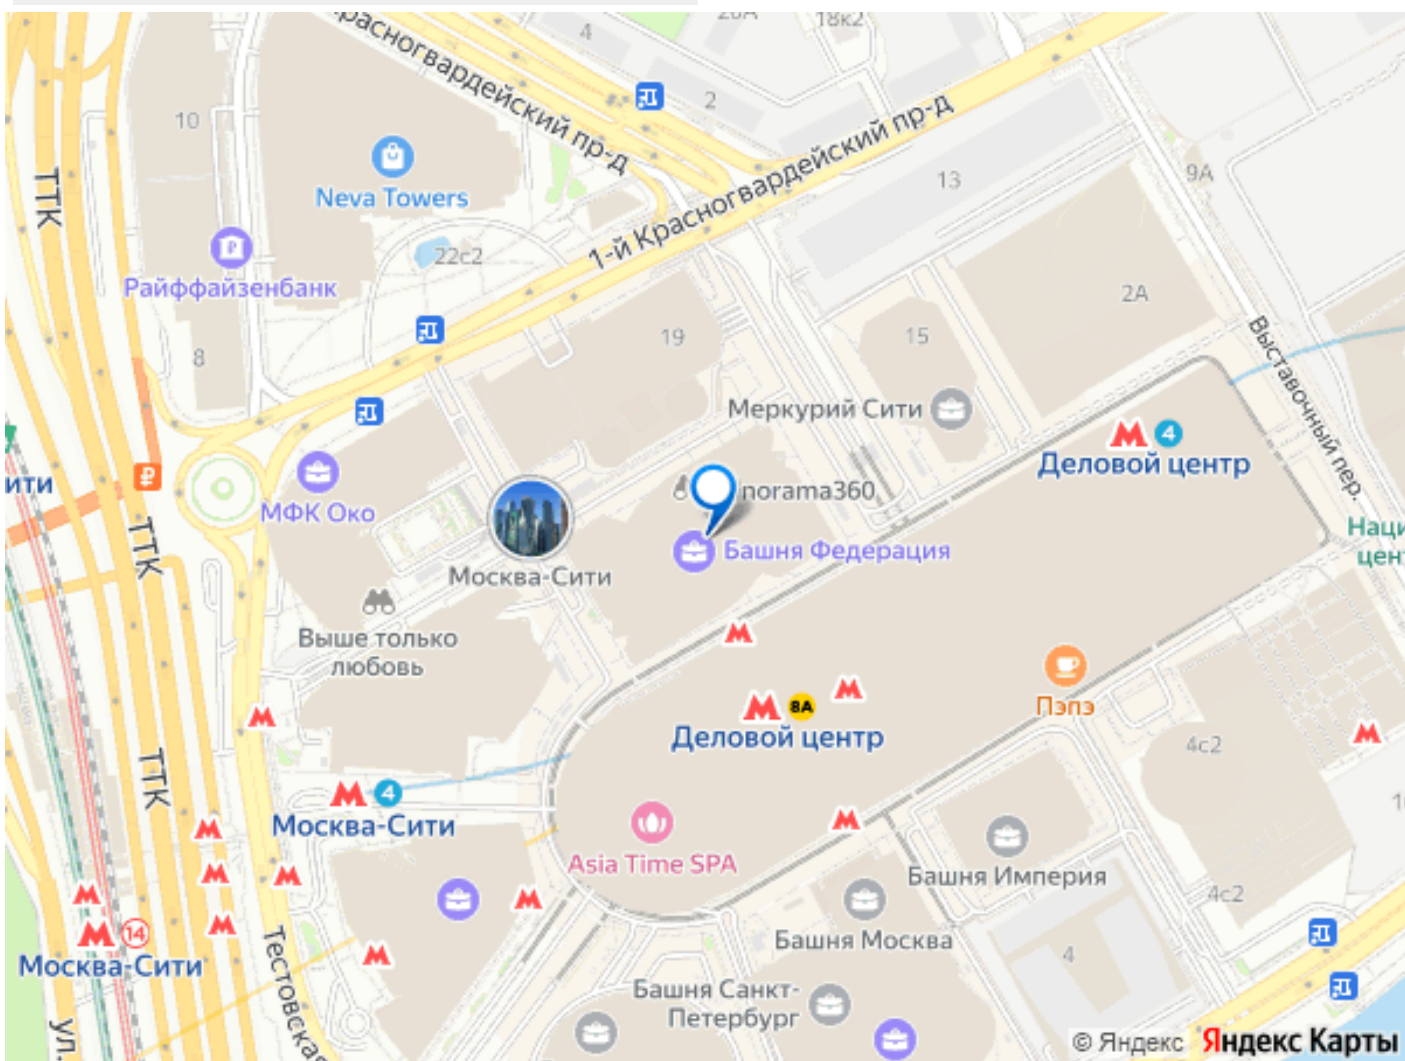 18к2
4
Красногвардейский пр-д
2
10
ТТК
Neva Towers
1-й Красногвардейский пр-д
13
9А
22с2
Райффайзенбанк
2А
8
19
15
Выставочный пер.
Меркурий Сити
4
Деловой центр
МФК Око
norama360
Башня Федерация
Москва-Сити
ТТК
Выше только
любовь
8А
Деловой центр
Пэпэ
4с2
ТТК
4
Москва-Сити
Asia Time SPA
Башня Империя
4с2
14
Москва-Сити
Башня Москва
4
Тестовская
Башня Санкт-
Петербург
ул.
© Яндекс Яндекс Карты